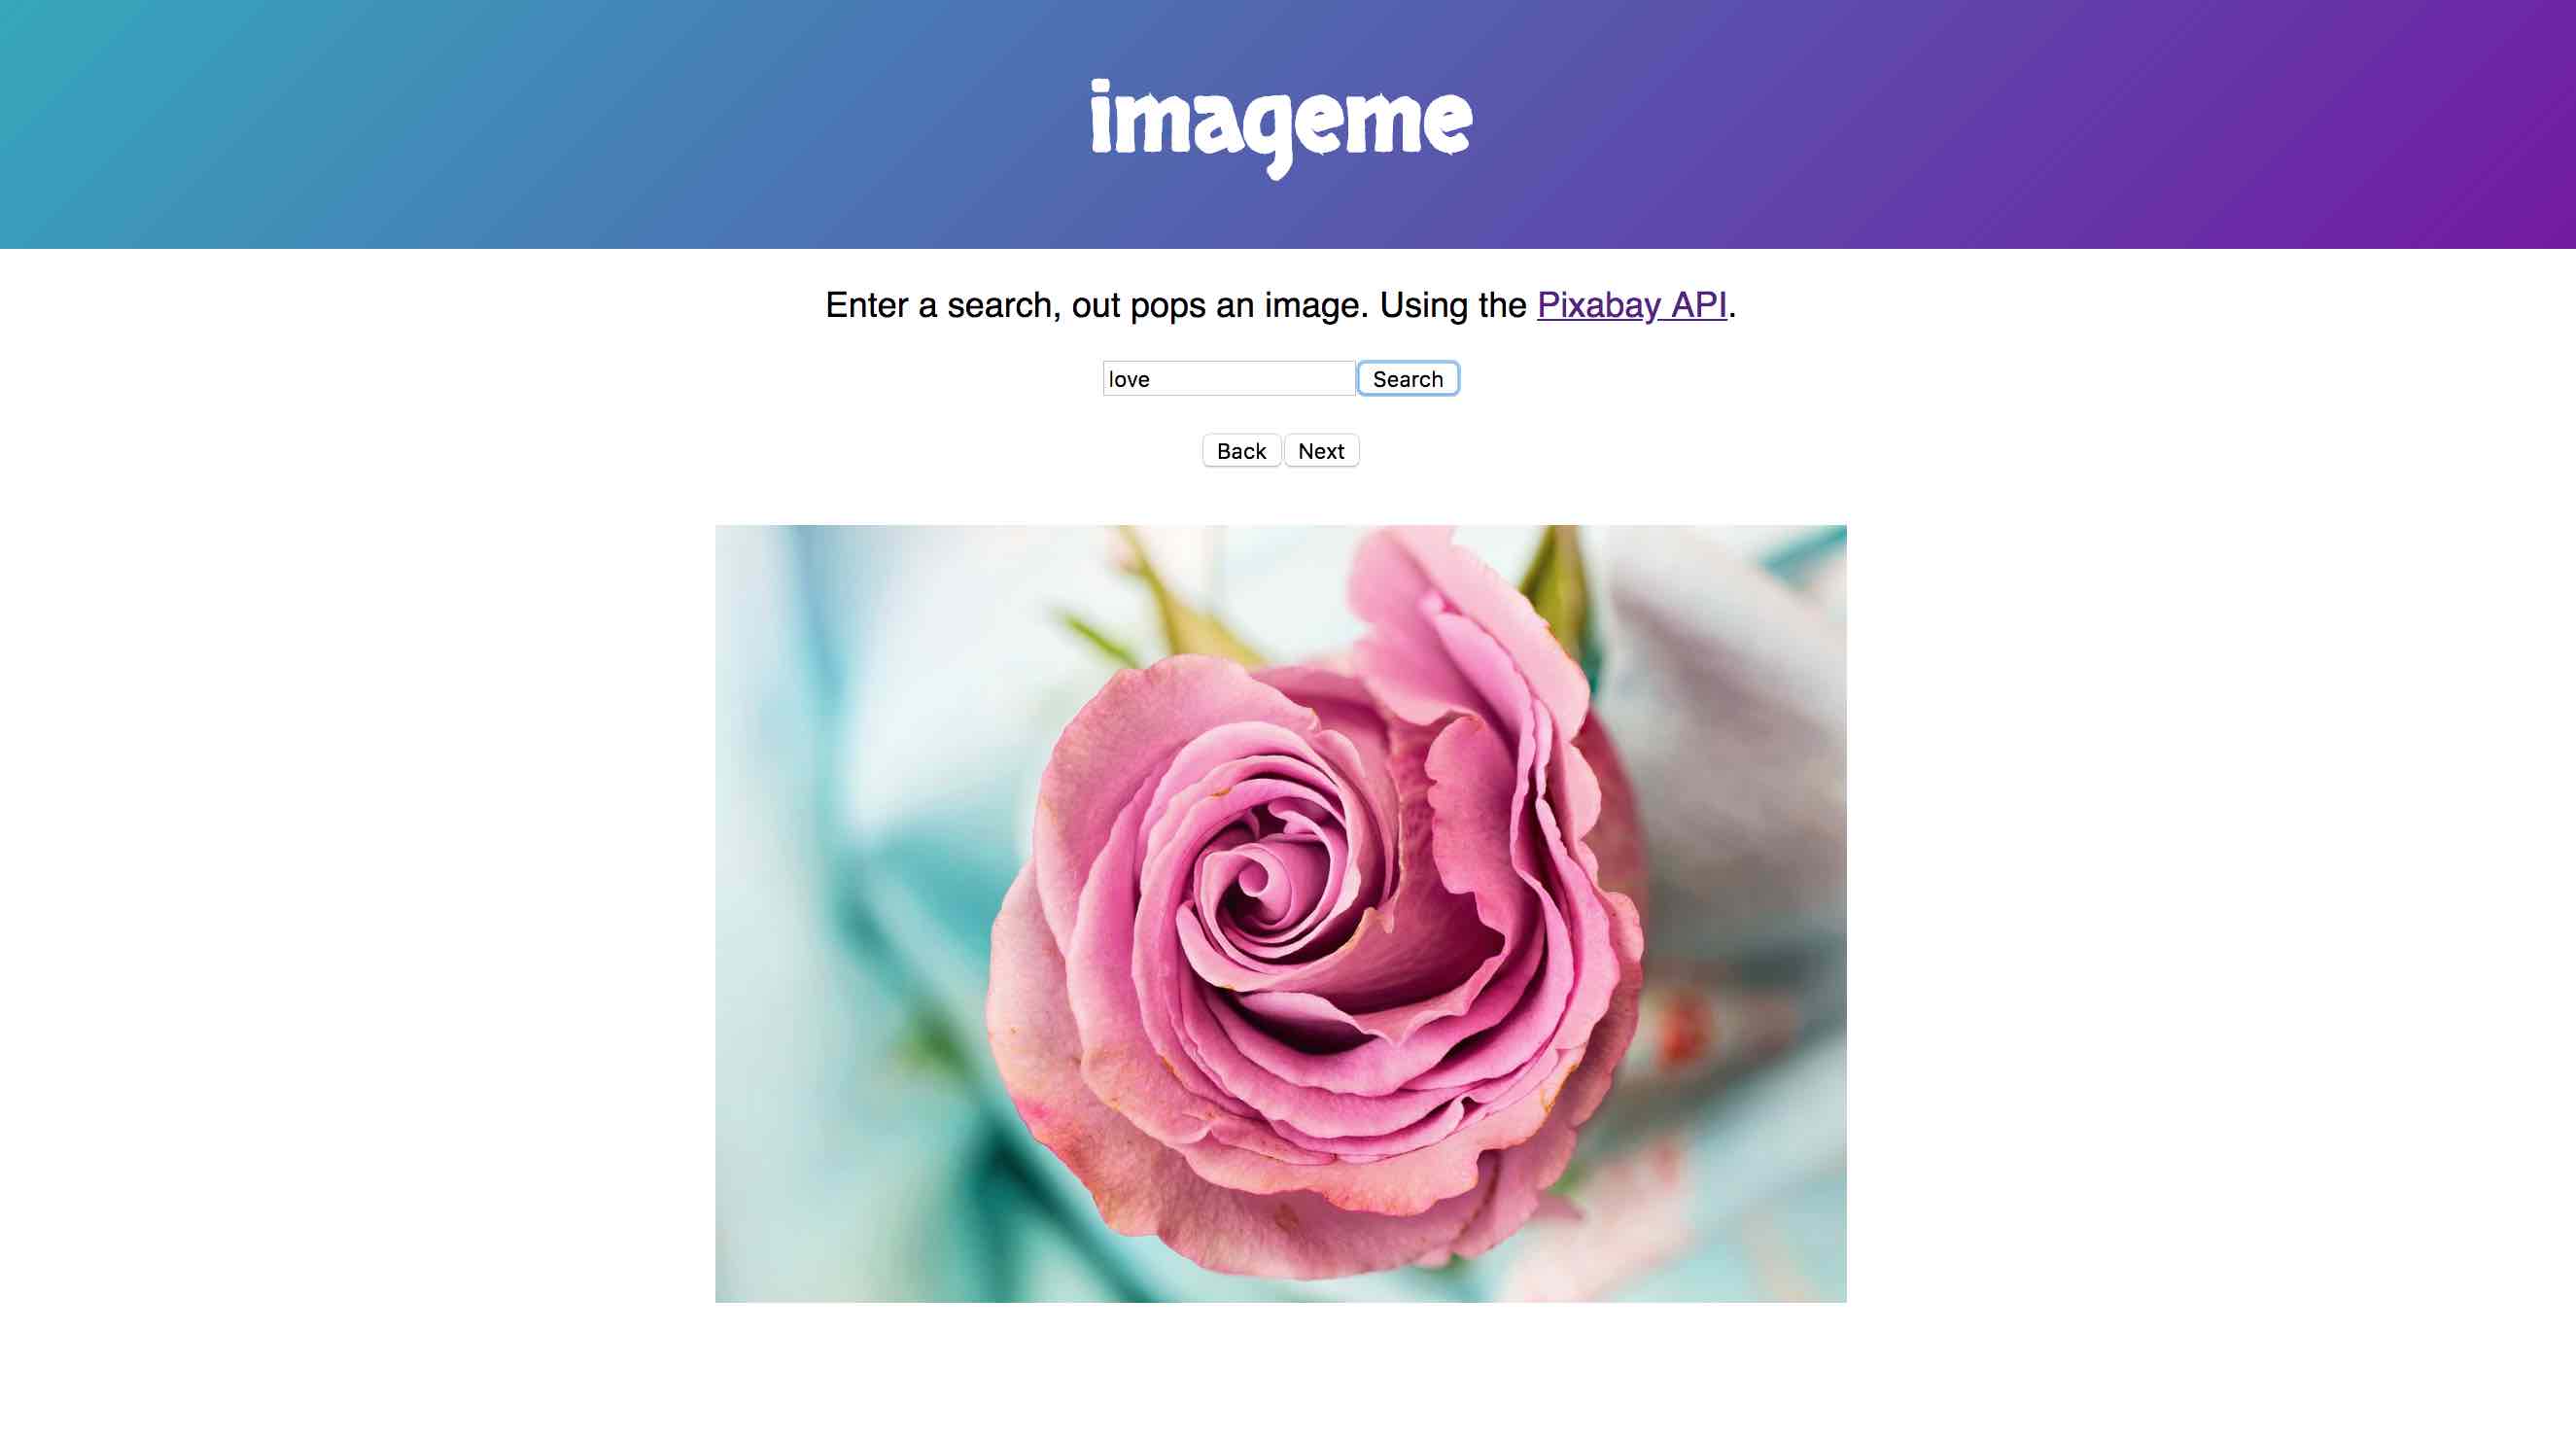 imageme
Enter a search, out pops an image. Using the Pixabay API.
love Search
Back Next